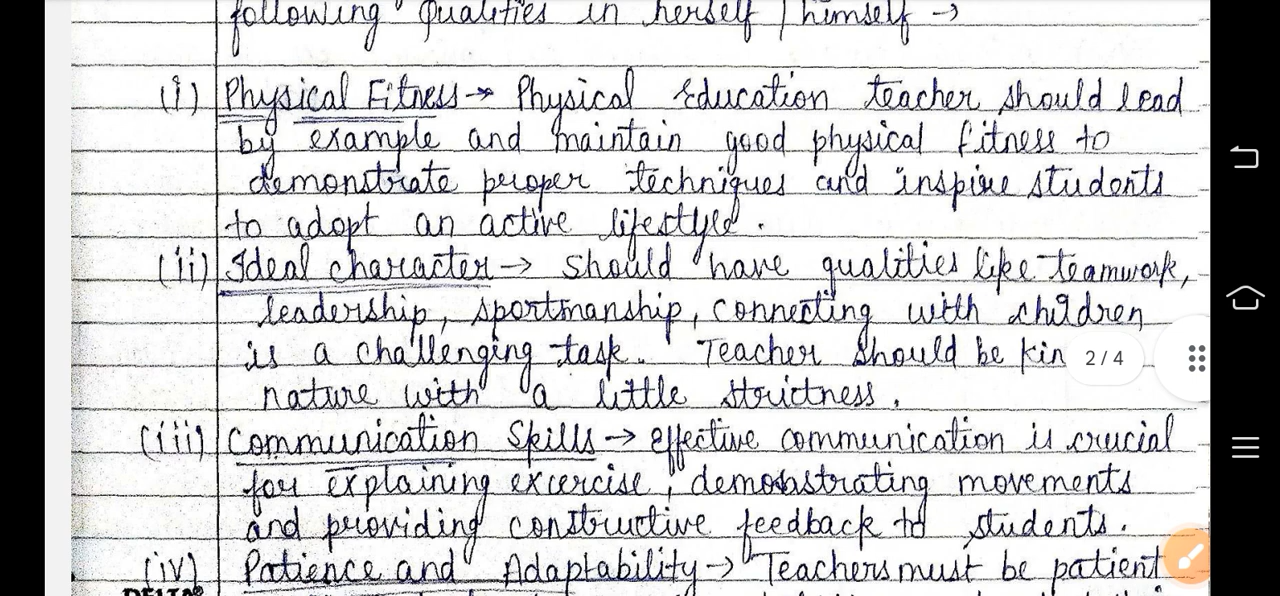 following qualities in herself / himself →
(i) Physical Fitness → Physical Education teacher should lead
by example and maintain good physical fitness to
demonstrate proper techniques and inspire students
to adopt an active lifestyle.
(ii) Ideal character → Should have qualities like teamwork,
leadership, sportmanship, connecting with children
is a challenging task. Teacher should be kin
2/4
nature with a little strictness.
(iii) Communication Skills → Effective communication is crucial
for explaining excercise, demonstrating movements
and providing constructive feedback to students.
(iv) Patience and Adaptability → Teachers must be patient
DELTA